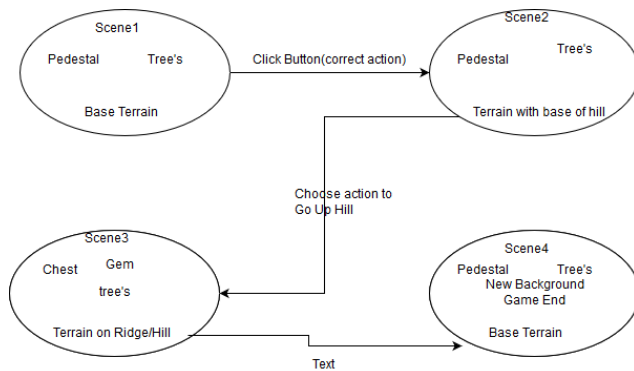 Scene1
Pedestal
Tree's
Base Terrain
Click Button(correct action)
Scene2
Pedestal
Tree's
Terrain with base of hill
Choose action to
Go Up Hill
Scene3
Chest
Gem
tree's
Terrain on Ridge/Hill
Text
Scene4
Pedestal
Tree's
New Background
Game End
Base Terrain